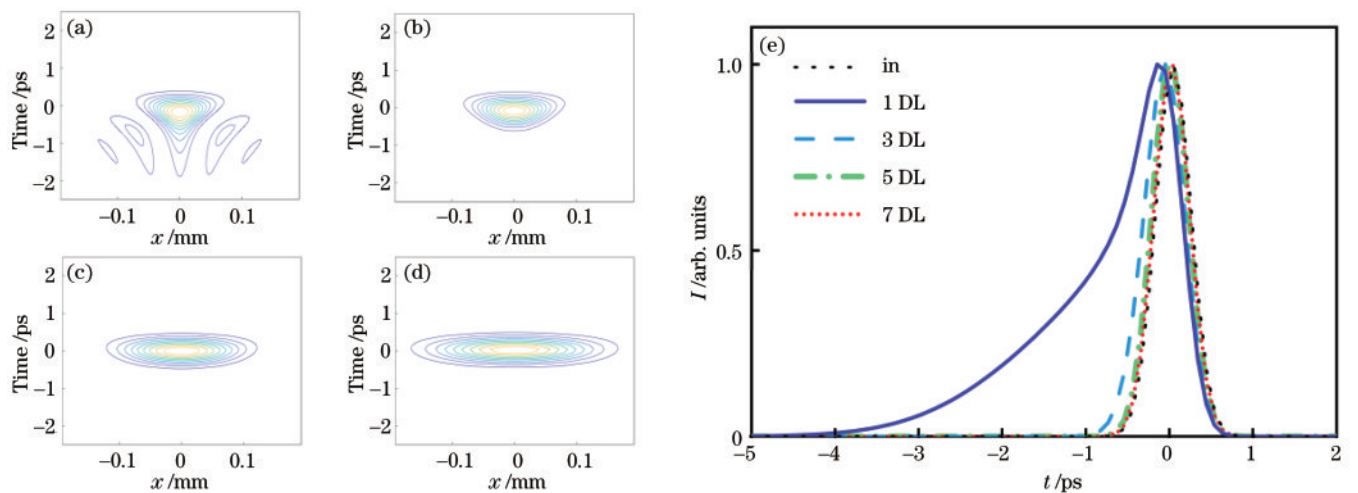 (a)
2
1
0
−1
−2
Time /ps
−0.1 0 0.1
x /mm
(b)
2
1
0
−1
−2
Time /ps
−0.1 0 0.1
x /mm
(c)
2
1
0
−1
−2
Time /ps
−0.1 0 0.1
x /mm
(d)
2
1
0
−1
−2
Time /ps
−0.1 0 0.1
x /mm
(e)
in
1 DL
3 DL
5 DL
7 DL
1.0
0.5
0
I /arb. units
−5 −4 −3 −2 −1 0 1 2
t /ps